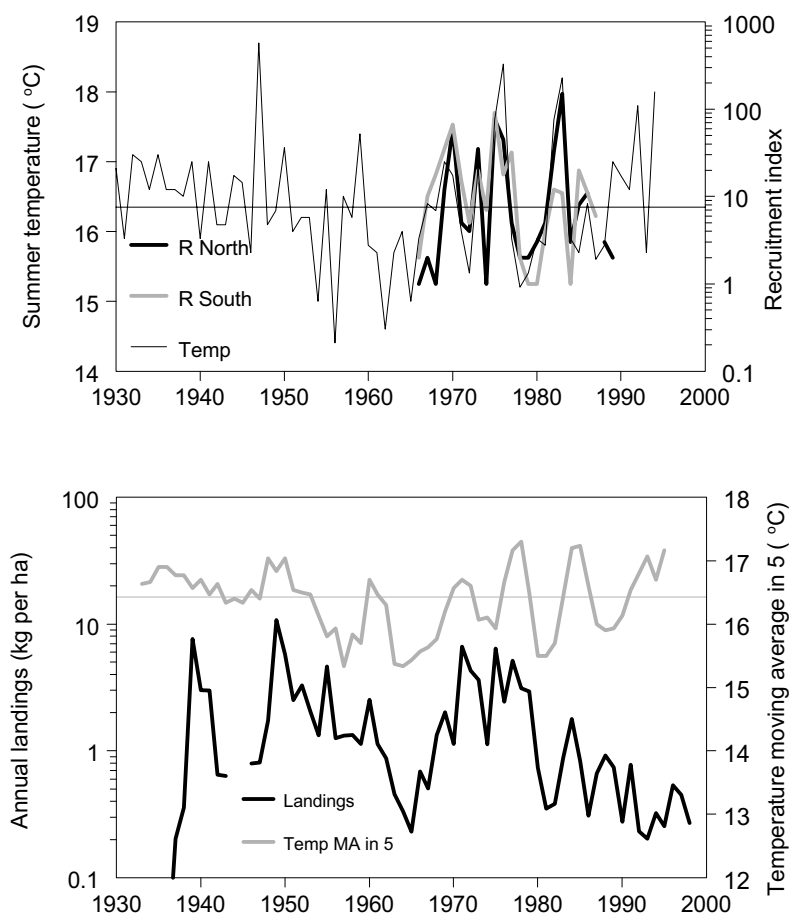 Summer temperature ( °C)
19
18
17
16
15
14
R North
R South
Temp
1000
100
10
1
0.1
Recruitment index
1930 1940 1950 1960 1970 1980 1990 2000
Annual landings (kg per ha)
100
10
1
0.1
Landings
Temp MA in 5
18
17
16
15
14
13
12
Temperature moving average in 5 ( °C)
1930 1940 1950 1960 1970 1980 1990 2000